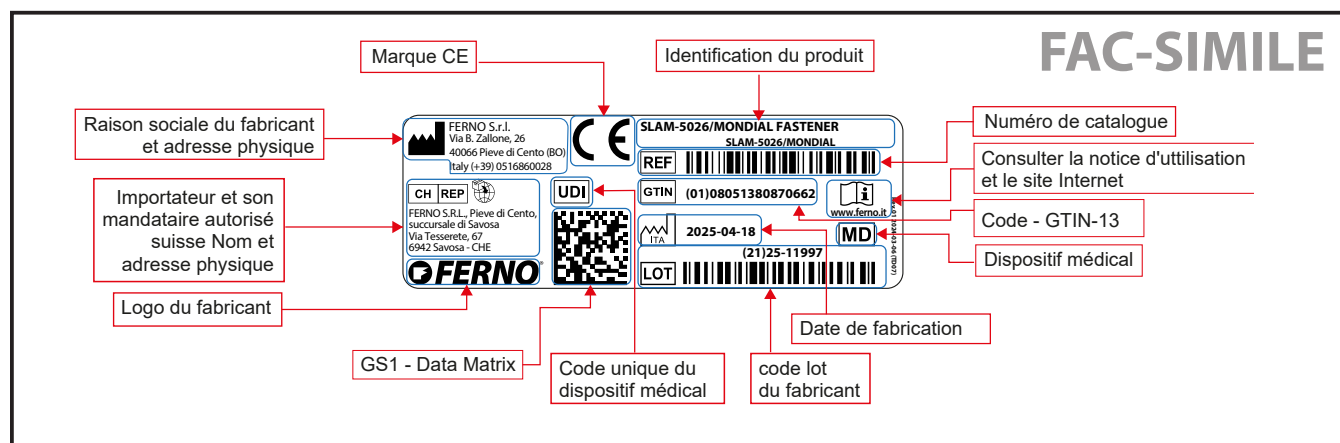 FAC-SIMILE
Marque CE
Identification du produit
Raison sociale du fabricant
et adresse physique
Importateur et son
mandataire autorisé
suisse Nom et
adresse physique
Logo du fabricant
GS1 - Data Matrix
Code unique du
dispositif médical
code lot
du fabricant
Date de fabrication
Numéro de catalogue
Consulter la notice d'uttilisation
et le site Internet
Code - GTIN-13
Dispositif médical
FERNO S.r.l.
Via B. Zallone, 26
40066 Pieve di Cento (BO)
Italy (+39) 0516860028
CE
SLAM-5026/MONDIAL FASTENER
SLAM-5026/MONDIAL
REF
CH REP
FERNO S.R.L., Pieve di Cento,
succursale di Savosa
Via Tesserete, 67
6942 Savosa - CHE
FERNO
UDI
GTIN (01)08051380870662
www.ferno.it
ITA
2025-04-18
MD
(21)25-11997
LOT